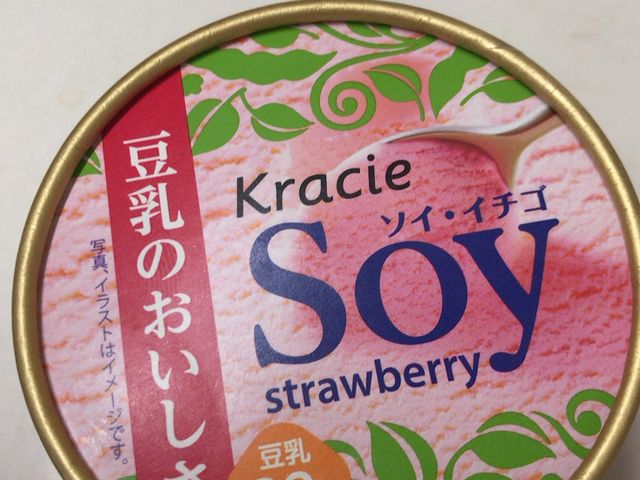 Kracie
ソイ・イチゴ
Soy
strawberry
豆乳のおいしさ
写真、イラストはイメージです。
豆乳